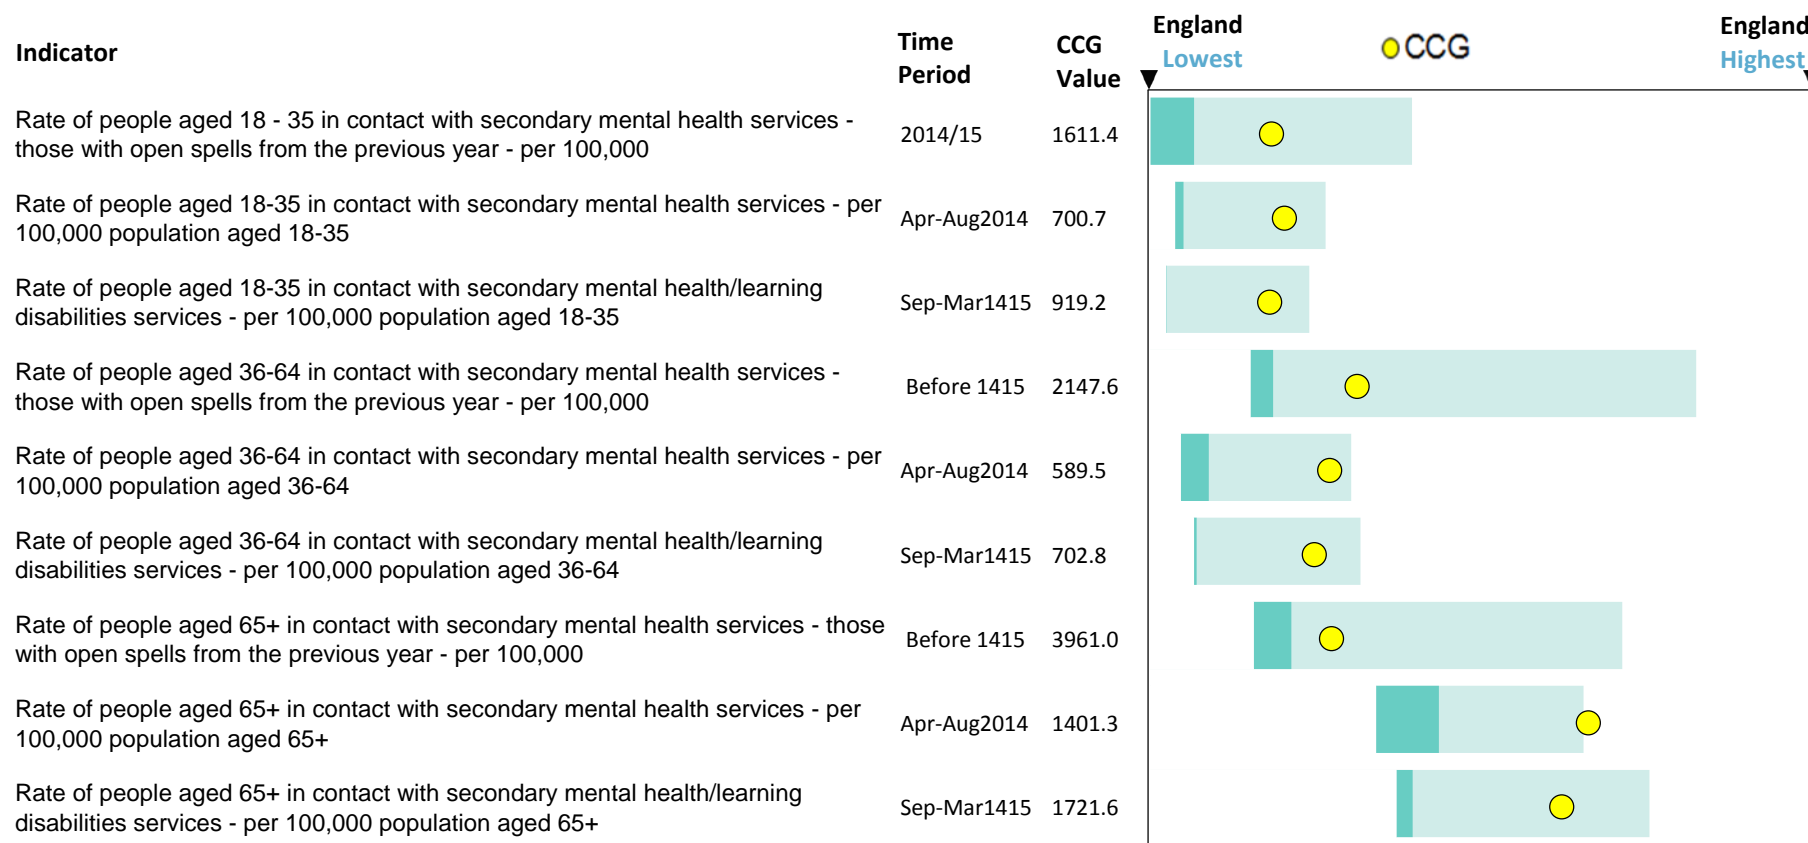 Indicator
Time Period
CCG Value
England Lowest
CCG
England Highest
Rate of people aged 18 - 35 in contact with secondary mental health services -
those with open spells from the previous year - per 100,000
2014/15 1611.4
Rate of people aged 18-35 in contact with secondary mental health services - per
100,000 population aged 18-35
Apr-Aug2014 700.7
Rate of people aged 18-35 in contact with secondary mental health/learning
disabilities services - per 100,000 population aged 18-35
Sep-Mar1415 919.2
Rate of people aged 36-64 in contact with secondary mental health services -
those with open spells from the previous year - per 100,000
Before 1415 2147.6
Rate of people aged 36-64 in contact with secondary mental health services - per
100,000 population aged 36-64
Apr-Aug2014 589.5
Rate of people aged 36-64 in contact with secondary mental health/learning
disabilities services - per 100,000 population aged 36-64
Sep-Mar1415 702.8
Rate of people aged 65+ in contact with secondary mental health services - those
with open spells from the previous year - per 100,000
Before 1415 3961.0
Rate of people aged 65+ in contact with secondary mental health services - per
100,000 population aged 65+
Apr-Aug2014 1401.3
Rate of people aged 65+ in contact with secondary mental health/learning
disabilities services - per 100,000 population aged 65+
Sep-Mar1415 1721.6